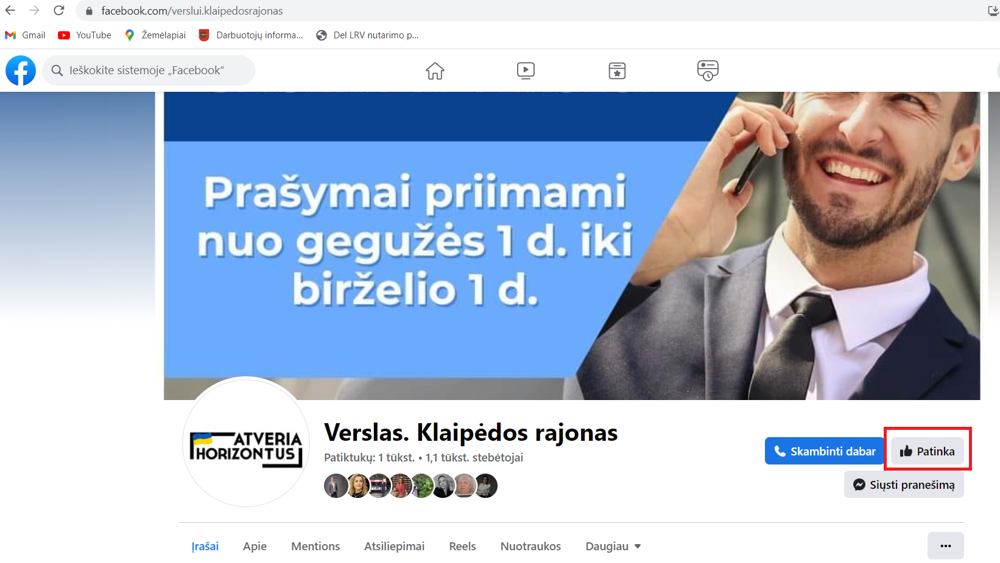 facebook.com/verslui.klaipedosrajonas
Gmail
YouTube
Žemėlapiai
Darbuotojų informa...
Del LRV nutarimo p...
Ieškokite sistemoje „Facebook“
Prašymai priimami
nuo gegužės 1 d. iki
birželio 1 d.
ATVERIA
HORIZONTUS
Verslas. Klaipėdos rajonas
Patiktukų: 1 tūkst. • 1,1 tūkst. stebėtojai
Skambinti dabar
Patinka
Siųsti pranešimą
Įrašai
Apie
Mentions
Atsiliepimai
Reels
Nuotraukos
Daugiau